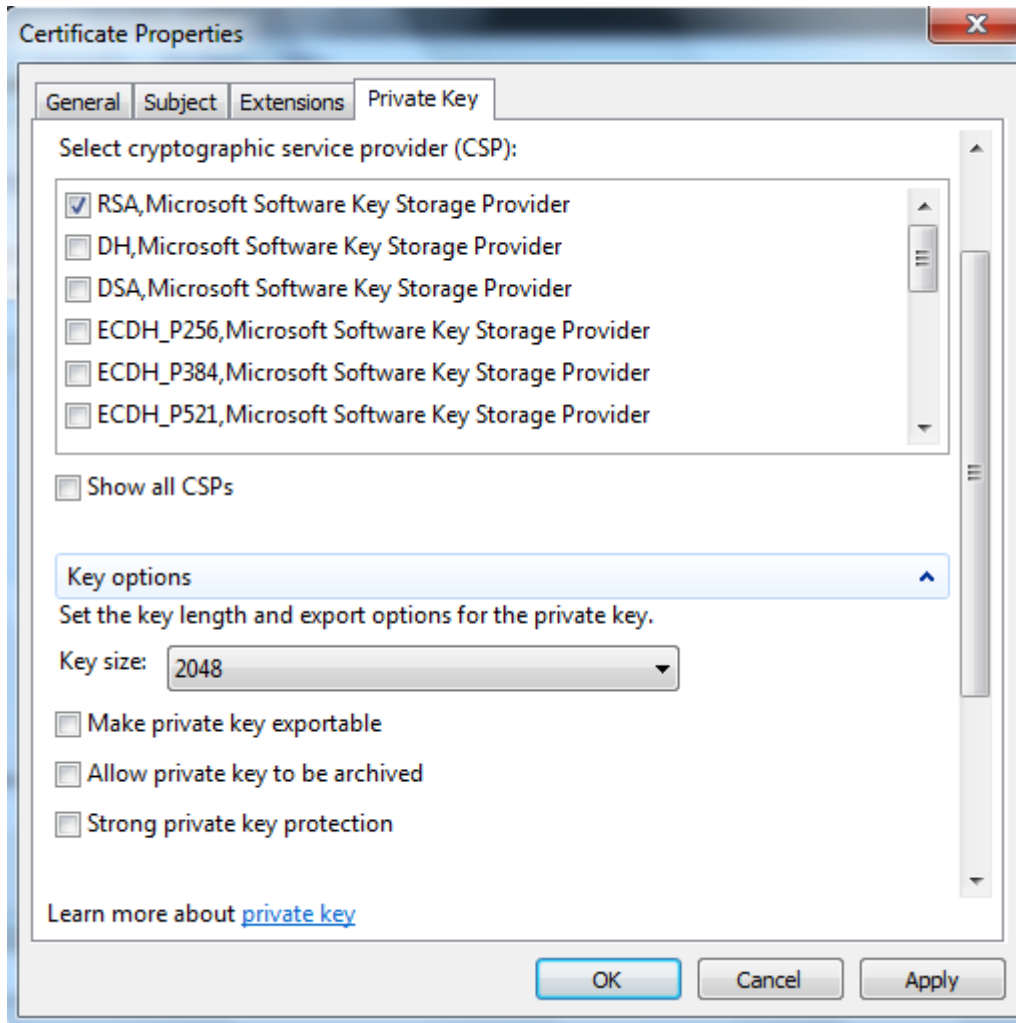 Certificate Properties
General Subject Extensions Private Key
Select cryptographic service provider (CSP):
RSA,Microsoft Software Key Storage Provider
DH,Microsoft Software Key Storage Provider
DSA,Microsoft Software Key Storage Provider
ECDH_P256,Microsoft Software Key Storage Provider
ECDH_P384,Microsoft Software Key Storage Provider
ECDH_P521,Microsoft Software Key Storage Provider
Show all CSPs
Key options
Set the key length and export options for the private key.
Key size: 2048
Make private key exportable
Allow private key to be archived
Strong private key protection
Learn more about private key
OK Cancel Apply